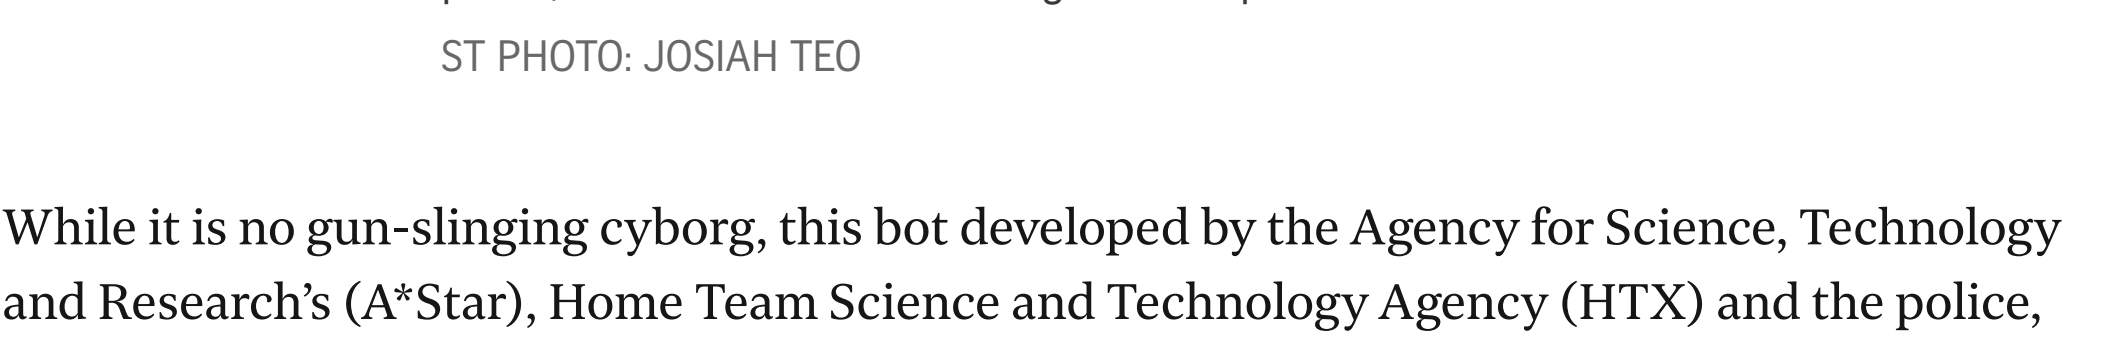 ST PHOTO: JOSIAH TEO
While it is no gun-slinging cyborg, this bot developed by the Agency for Science, Technology
and Research’s (A*Star), Home Team Science and Technology Agency (HTX) and the police,